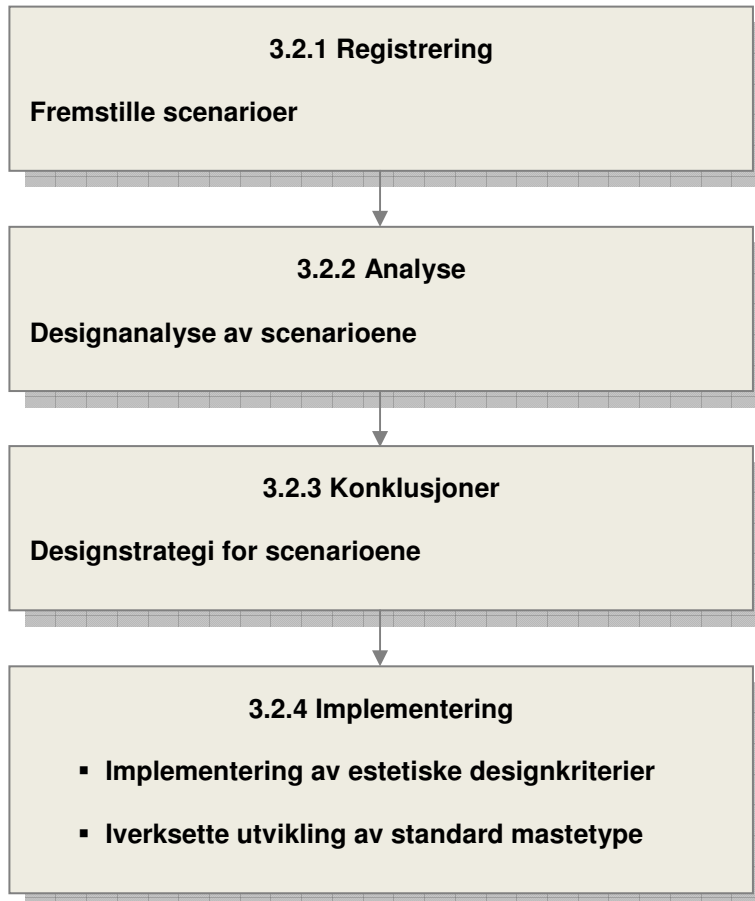 3.2.1 Registrering
Fremstille scenarioer
3.2.2 Analyse
Designanalyse av scenarioene
3.2.3 Konklusjoner
Designstrategi for scenarioene
3.2.4 Implementering
▪ Implementering av estetiske designkriterier
▪ Iverksette utvikling av standard mastetype